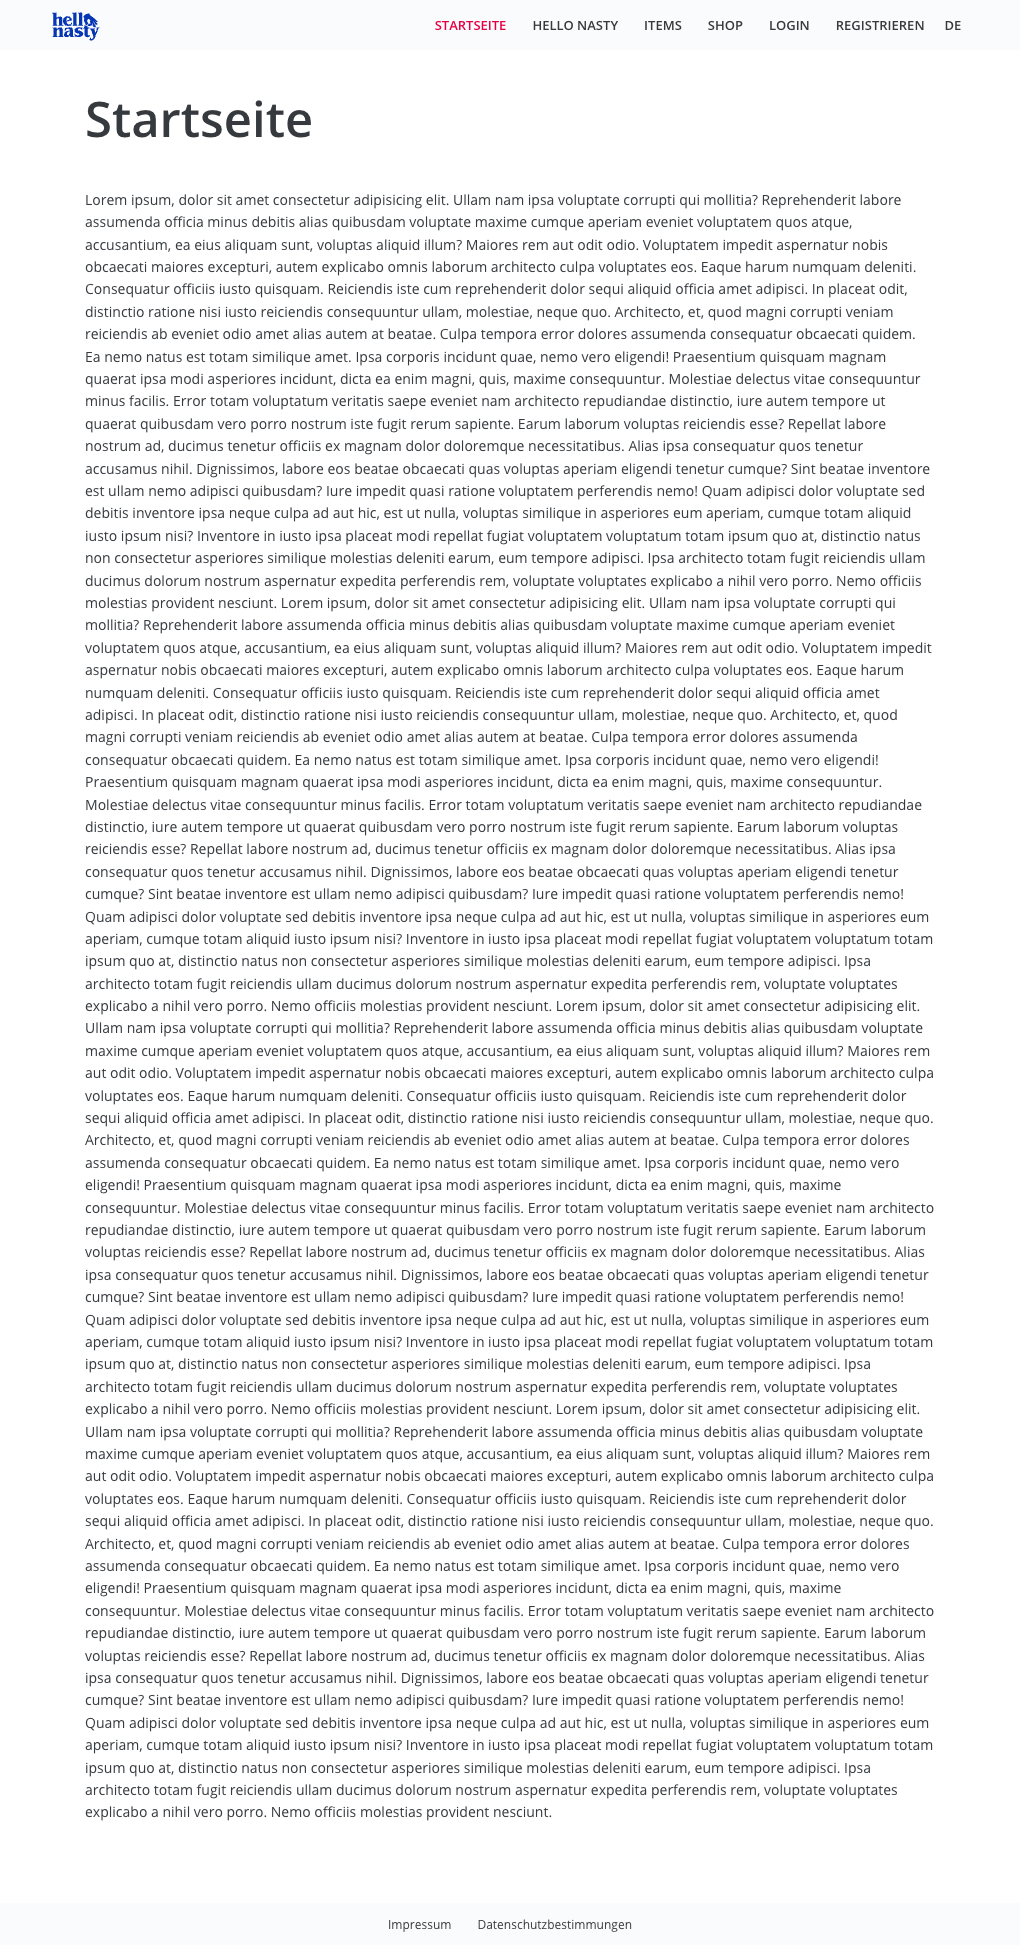 hello
nasty
STARTSEITE HELLO NASTY ITEMS SHOP LOGIN REGISTRIEREN DE
Startseite
Lorem ipsum, dolor sit amet consectetur adipisicing elit. Ullam nam ipsa voluptate corrupti qui mollitia? Reprehenderit labore
assumenda officia minus debitis alias quibusdam voluptate maxime cumque aperiam eveniet voluptatem quos atque,
accusantium, ea eius aliquam sunt, voluptas aliquid illum? Maiores rem aut odit odio. Voluptatem impedit aspernatur nobis
obcaecati maiores excepturi, autem explicabo omnis laborum architecto culpa voluptates eos. Eaque harum numquam deleniti.
Consequatur officiis iusto quisquam. Reiciendis iste cum reprehenderit dolor sequi aliquid officia amet adipisci. In placeat odit,
distinctio ratione nisi iusto reiciendis consequuntur ullam, molestiae, neque quo. Architecto, et, quod magni corrupti veniam
reiciendis ab eveniet odio amet alias autem at beatae. Culpa tempora error dolores assumenda consequatur obcaecati quidem.
Ea nemo natus est totam similique amet. Ipsa corporis incidunt quae, nemo vero eligendi! Praesentium quisquam magnam
quaerat ipsa modi asperiores incidunt, dicta ea enim magni, quis, maxime consequuntur. Molestiae delectus vitae consequuntur
minus facilis. Error totam voluptatum veritatis saepe eveniet nam architecto repudiandae distinctio, iure autem tempore ut
quaerat quibusdam vero porro nostrum iste fugit rerum sapiente. Earum laborum voluptas reiciendis esse? Repellat labore
nostrum ad, ducimus tenetur officiis ex magnam dolor doloremque necessitatibus. Alias ipsa consequatur quos tenetur
accusamus nihil. Dignissimos, labore eos beatae obcaecati quas voluptas aperiam eligendi tenetur cumque? Sint beatae inventore
est ullam nemo adipisci quibusdam? Iure impedit quasi ratione voluptatem perferendis nemo! Quam adipisci dolor voluptate sed
debitis inventore ipsa neque culpa ad aut hic, est ut nulla, voluptas similique in asperiores eum aperiam, cumque totam aliquid
iusto ipsum nisi? Inventore in iusto ipsa placeat modi repellat fugiat voluptatem voluptatum totam ipsum quo at, distinctio natus
non consectetur asperiores similique molestias deleniti earum, eum tempore adipisci. Ipsa architecto totam fugit reiciendis ullam
ducimus dolorum nostrum aspernatur expedita perferendis rem, voluptate voluptates explicabo a nihil vero porro. Nemo officiis
molestias provident nesciunt. Lorem ipsum, dolor sit amet consectetur adipisicing elit. Ullam nam ipsa voluptate corrupti qui
mollitia? Reprehenderit labore assumenda officia minus debitis alias quibusdam voluptate maxime cumque aperiam eveniet
voluptatem quos atque, accusantium, ea eius aliquam sunt, voluptas aliquid illum? Maiores rem aut odit odio. Voluptatem impedit
aspernatur nobis obcaecati maiores excepturi, autem explicabo omnis laborum architecto culpa voluptates eos. Eaque harum
numquam deleniti. Consequatur officiis iusto quisquam. Reiciendis iste cum reprehenderit dolor sequi aliquid officia amet
adipisci. In placeat odit, distinctio ratione nisi iusto reiciendis consequuntur ullam, molestiae, neque quo. Architecto, et, quod
magni corrupti veniam reiciendis ab eveniet odio amet alias autem at beatae. Culpa tempora error dolores assumenda
consequatur obcaecati quidem. Ea nemo natus est totam similique amet. Ipsa corporis incidunt quae, nemo vero eligendi!
Praesentium quisquam magnam quaerat ipsa modi asperiores incidunt, dicta ea enim magni, quis, maxime consequuntur.
Molestiae delectus vitae consequuntur minus facilis. Error totam voluptatum veritatis saepe eveniet nam architecto repudiandae
distinctio, iure autem tempore ut quaerat quibusdam vero porro nostrum iste fugit rerum sapiente. Earum laborum voluptas
reiciendis esse? Repellat labore nostrum ad, ducimus tenetur officiis ex magnam dolor doloremque necessitatibus. Alias ipsa
consequatur quos tenetur accusamus nihil. Dignissimos, labore eos beatae obcaecati quas voluptas aperiam eligendi tenetur
cumque? Sint beatae inventore est ullam nemo adipisci quibusdam? Iure impedit quasi ratione voluptatem perferendis nemo!
Quam adipisci dolor voluptate sed debitis inventore ipsa neque culpa ad aut hic, est ut nulla, voluptas similique in asperiores eum
aperiam, cumque totam aliquid iusto ipsum nisi? Inventore in iusto ipsa placeat modi repellat fugiat voluptatem voluptatum totam
ipsum quo at, distinctio natus non consectetur asperiores similique molestias deleniti earum, eum tempore adipisci. Ipsa
architecto totam fugit reiciendis ullam ducimus dolorum nostrum aspernatur expedita perferendis rem, voluptate voluptates
explicabo a nihil vero porro. Nemo officiis molestias provident nesciunt. Lorem ipsum, dolor sit amet consectetur adipisicing elit.
Ullam nam ipsa voluptate corrupti qui mollitia? Reprehenderit labore assumenda officia minus debitis alias quibusdam voluptate
maxime cumque aperiam eveniet voluptatem quos atque, accusantium, ea eius aliquam sunt, voluptas aliquid illum? Maiores rem
aut odit odio. Voluptatem impedit aspernatur nobis obcaecati maiores excepturi, autem explicabo omnis laborum architecto culpa
voluptates eos. Eaque harum numquam deleniti. Consequatur officiis iusto quisquam. Reiciendis iste cum reprehenderit dolor
sequi aliquid officia amet adipisci. In placeat odit, distinctio ratione nisi iusto reiciendis consequuntur ullam, molestiae, neque quo.
Architecto, et, quod magni corrupti veniam reiciendis ab eveniet odio amet alias autem at beatae. Culpa tempora error dolores
assumenda consequatur obcaecati quidem. Ea nemo natus est totam similique amet. Ipsa corporis incidunt quae, nemo vero
eligendi! Praesentium quisquam magnam quaerat ipsa modi asperiores incidunt, dicta ea enim magni, quis, maxime
consequuntur. Molestiae delectus vitae consequuntur minus facilis. Error totam voluptatum veritatis saepe eveniet nam architecto
repudiandae distinctio, iure autem tempore ut quaerat quibusdam vero porro nostrum iste fugit rerum sapiente. Earum laborum
voluptas reiciendis esse? Repellat labore nostrum ad, ducimus tenetur officiis ex magnam dolor doloremque necessitatibus. Alias
ipsa consequatur quos tenetur accusamus nihil. Dignissimos, labore eos beatae obcaecati quas voluptas aperiam eligendi tenetur
cumque? Sint beatae inventore est ullam nemo adipisci quibusdam? Iure impedit quasi ratione voluptatem perferendis nemo!
Quam adipisci dolor voluptate sed debitis inventore ipsa neque culpa ad aut hic, est ut nulla, voluptas similique in asperiores eum
aperiam, cumque totam aliquid iusto ipsum nisi? Inventore in iusto ipsa placeat modi repellat fugiat voluptatem voluptatum totam
ipsum quo at, distinctio natus non consectetur asperiores similique molestias deleniti earum, eum tempore adipisci. Ipsa
architecto totam fugit reiciendis ullam ducimus dolorum nostrum aspernatur expedita perferendis rem, voluptate voluptates
explicabo a nihil vero porro. Nemo officiis molestias provident nesciunt. Lorem ipsum, dolor sit amet consectetur adipisicing elit.
Ullam nam ipsa voluptate corrupti qui mollitia? Reprehenderit labore assumenda officia minus debitis alias quibusdam voluptate
maxime cumque aperiam eveniet voluptatem quos atque, accusantium, ea eius aliquam sunt, voluptas aliquid illum? Maiores rem
aut odit odio. Voluptatem impedit aspernatur nobis obcaecati maiores excepturi, autem explicabo omnis laborum architecto culpa
voluptates eos. Eaque harum numquam deleniti. Consequatur officiis iusto quisquam. Reiciendis iste cum reprehenderit dolor
sequi aliquid officia amet adipisci. In placeat odit, distinctio ratione nisi iusto reiciendis consequuntur ullam, molestiae, neque quo.
Architecto, et, quod magni corrupti veniam reiciendis ab eveniet odio amet alias autem at beatae. Culpa tempora error dolores
assumenda consequatur obcaecati quidem. Ea nemo natus est totam similique amet. Ipsa corporis incidunt quae, nemo vero
eligendi! Praesentium quisquam magnam quaerat ipsa modi asperiores incidunt, dicta ea enim magni, quis, maxime
consequuntur. Molestiae delectus vitae consequuntur minus facilis. Error totam voluptatum veritatis saepe eveniet nam architecto
repudiandae distinctio, iure autem tempore ut quaerat quibusdam vero porro nostrum iste fugit rerum sapiente. Earum laborum
voluptas reiciendis esse? Repellat labore nostrum ad, ducimus tenetur officiis ex magnam dolor doloremque necessitatibus. Alias
ipsa consequatur quos tenetur accusamus nihil. Dignissimos, labore eos beatae obcaecati quas voluptas aperiam eligendi tenetur
cumque? Sint beatae inventore est ullam nemo adipisci quibusdam? Iure impedit quasi ratione voluptatem perferendis nemo!
Quam adipisci dolor voluptate sed debitis inventore ipsa neque culpa ad aut hic, est ut nulla, voluptas similique in asperiores eum
aperiam, cumque totam aliquid iusto ipsum nisi? Inventore in iusto ipsa placeat modi repellat fugiat voluptatem voluptatum totam
ipsum quo at, distinctio natus non consectetur asperiores similique molestias deleniti earum, eum tempore adipisci. Ipsa
architecto totam fugit reiciendis ullam ducimus dolorum nostrum aspernatur expedita perferendis rem, voluptate voluptates
explicabo a nihil vero porro. Nemo officiis molestias provident nesciunt.
Impressum Datenschutzbestimmungen